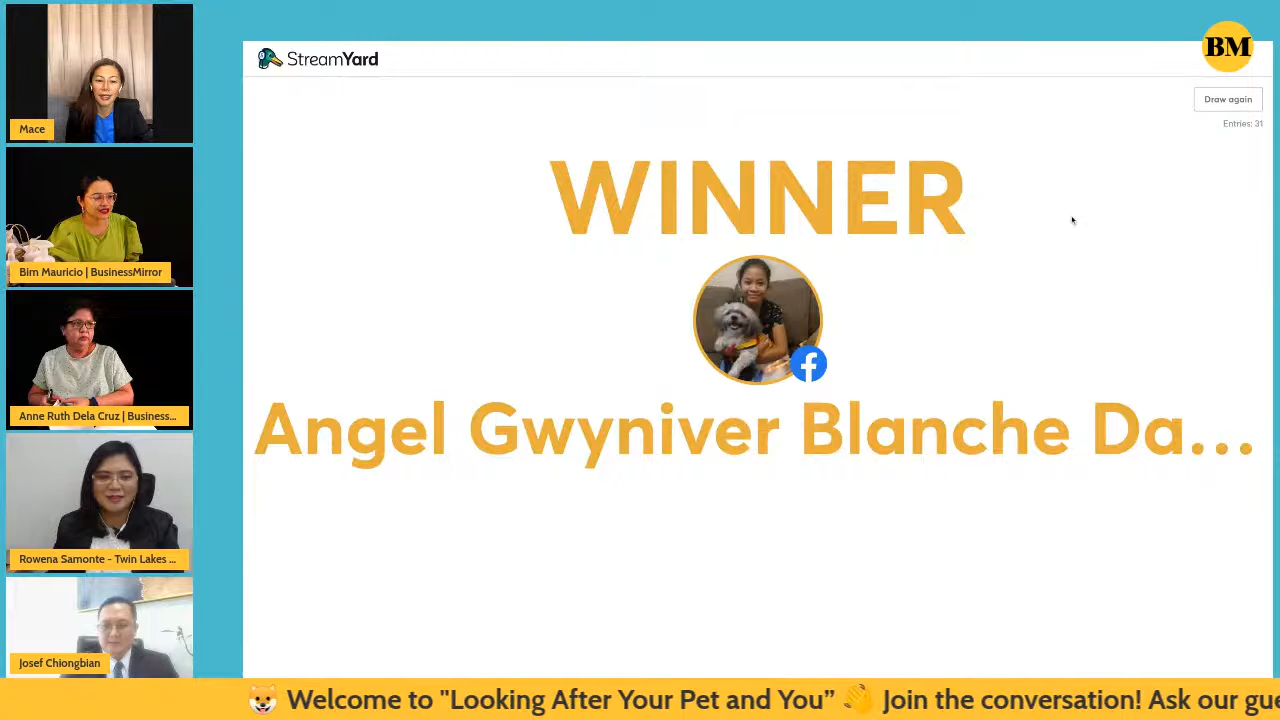 Mace
Bim Mauricio | BusinessMirror
Anne Ruth Dela Cruz | Business...
Rowena Samonte - Twin Lakes ...
Josef Chiongbian
StreamYard
BM
Draw again
Entries: 31
WINNER
Angel Gwyniver Blanche Da...
Welcome to "Looking After Your Pet and You” Join the conversation! Ask our gue